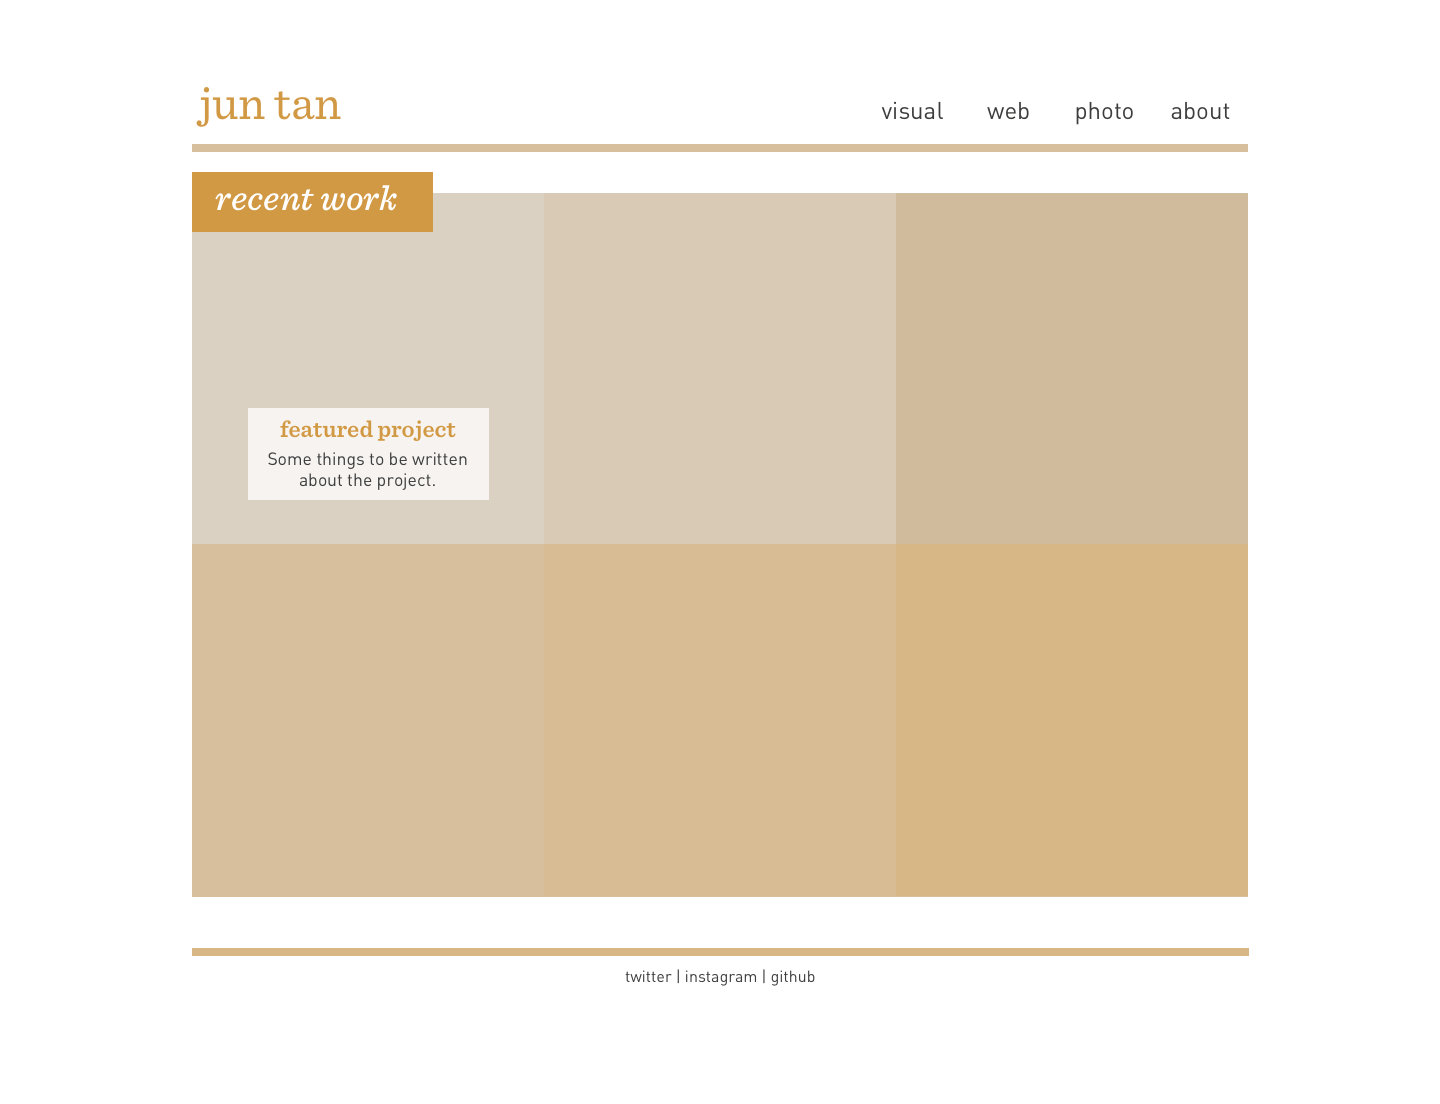 jun tan
visual web photo about
recent work
featured project
Some things to be written
about the project.
twitter | instagram | github